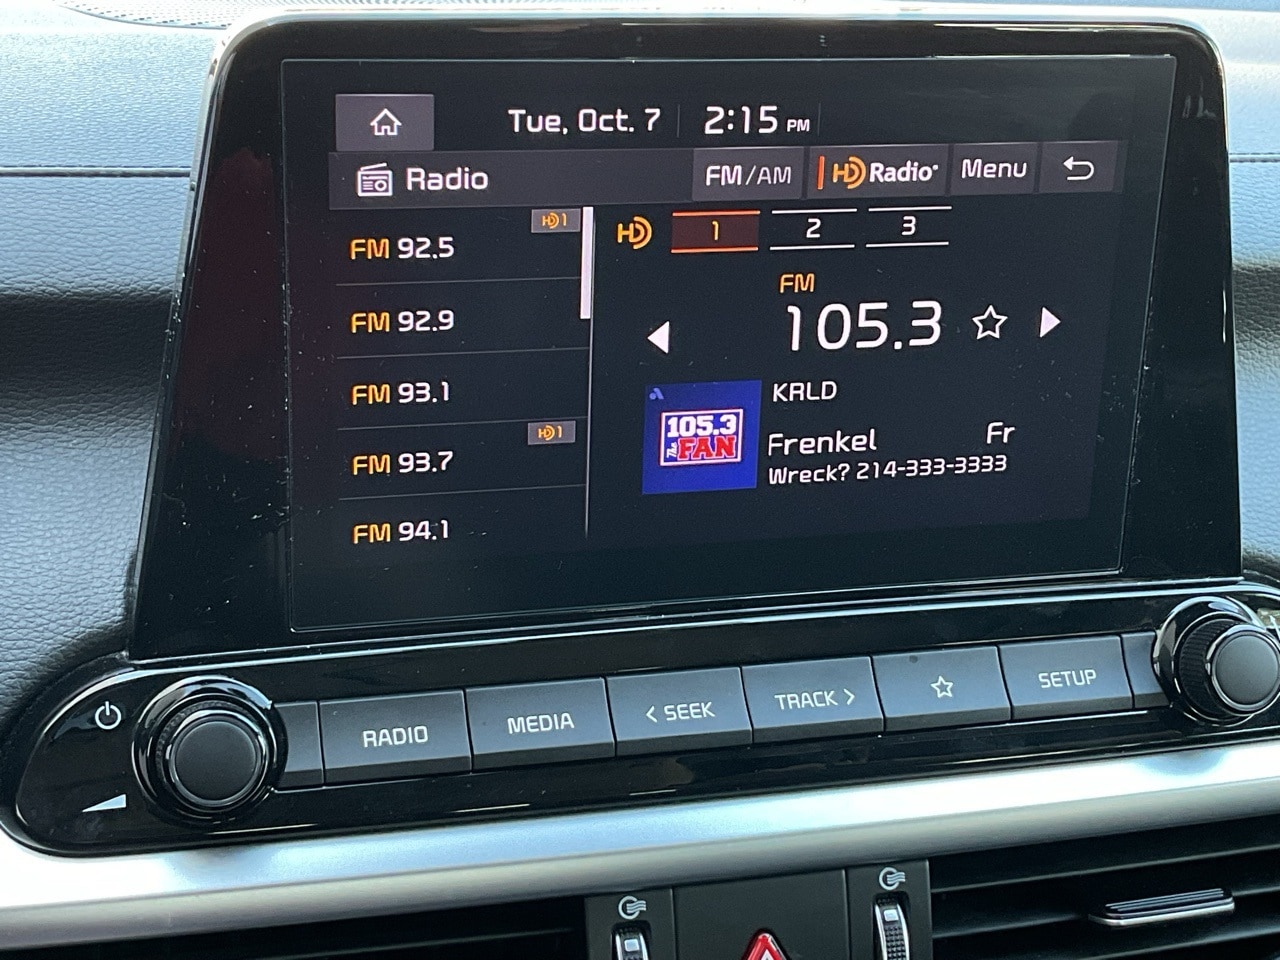 Tue, Oct. 7 2:15 PM
Radio FM/AM HD Radio Menu
HD1
FM 92.5
FM 92.9
FM 93.1
HD1
FM 93.7
FM 94.1
HD 1 2 3
FM
105.3
KRLD
105.3
The FAN
Frenkel Fr
Wreck? 214-333-3333
RADIO MEDIA < SEEK TRACK > SETUP